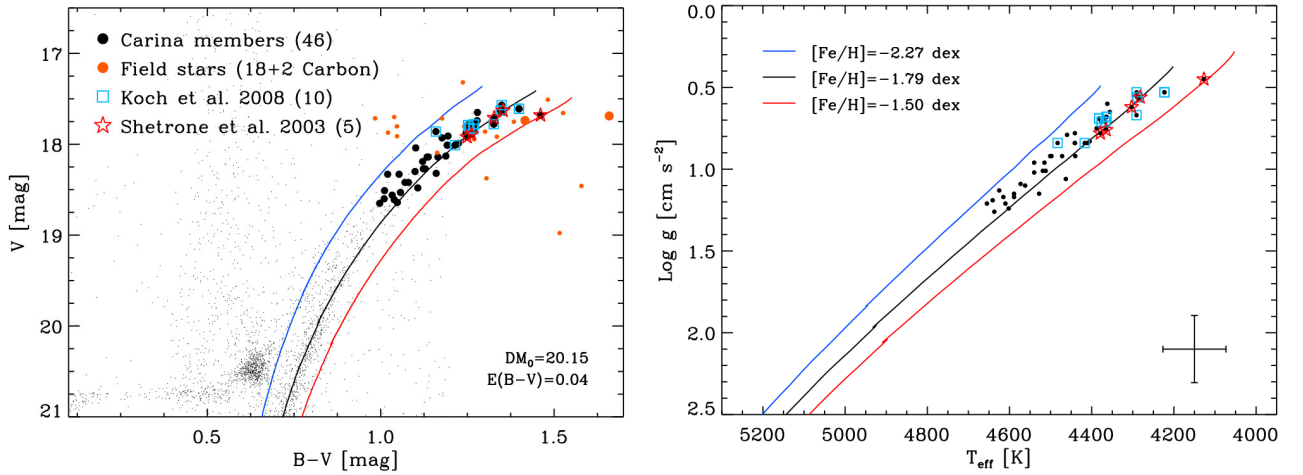 17
18
19
20
21
V [mag]
Carina members (46)
Field stars (18+2 Carbon)
Koch et al. 2008 (10)
Shetrone et al. 2003 (5)
DM₀=20.15
E(B−V)=0.04
0.5
1.0
1.5
B−V [mag]
0.0
0.5
1.0
1.5
2.0
2.5
Log g [cm s⁻²]
[Fe/H]=−2.27 dex
[Fe/H]=−1.79 dex
[Fe/H]=−1.50 dex
5200
5000
4800
4600
4400
4200
4000
T_eff [K]